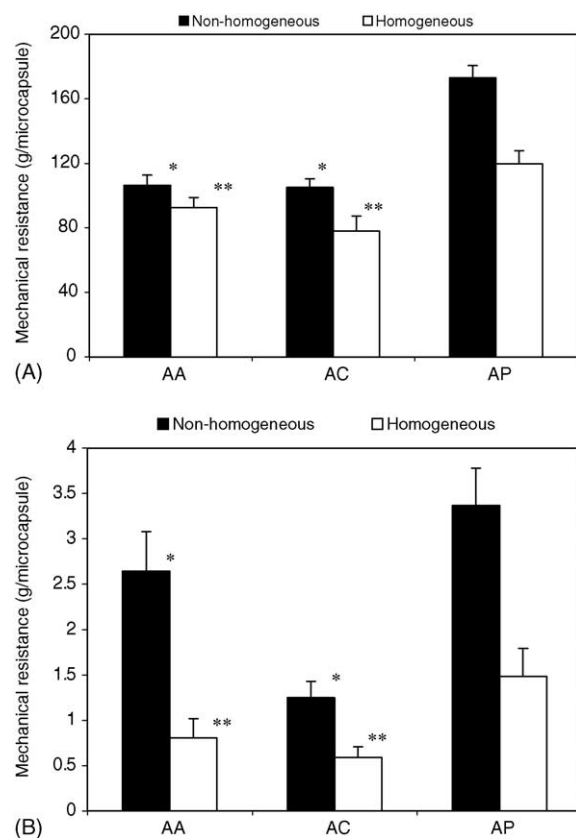 Non-homogeneous Homogeneous
Mechanical resistance (g/microcapsule)
200
160
120
80
40
0
* ** * **
AA AC AP
(A)
Non-homogeneous Homogeneous
Mechanical resistance (g/microcapsule)
4
3.5
3
2.5
2
1.5
1
0.5
0
* ** * **
AA AC AP
(B)